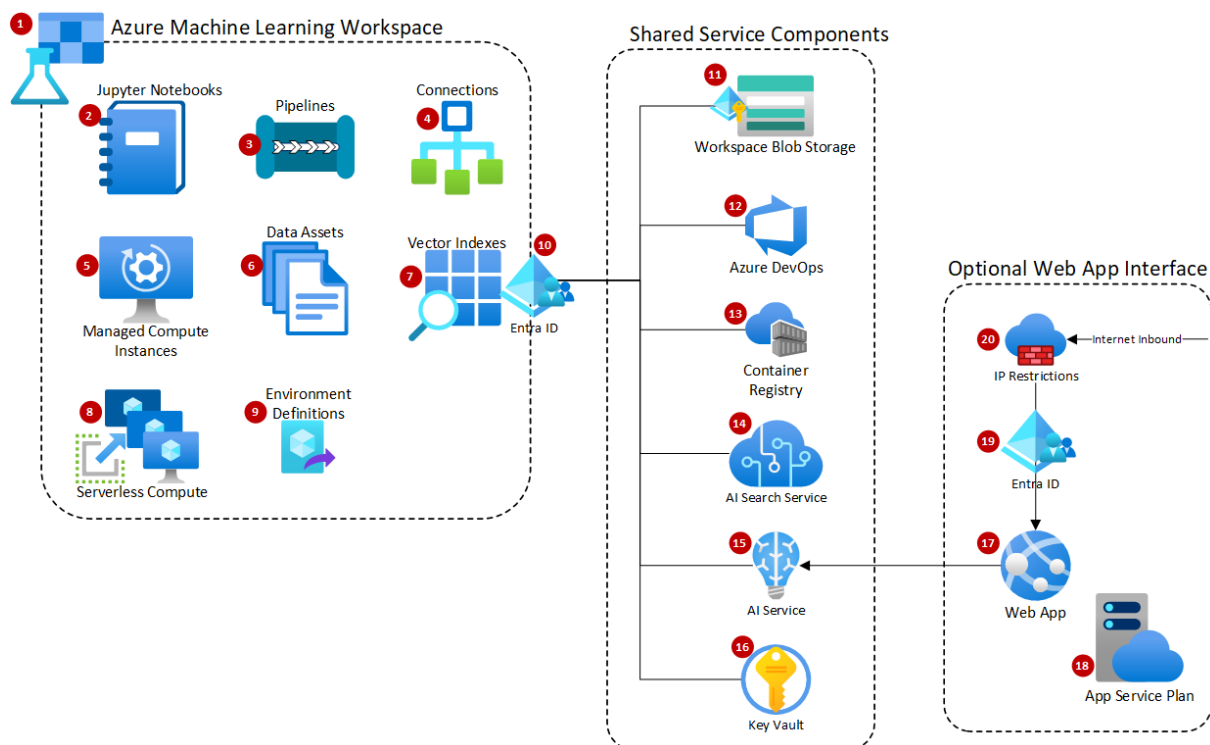 1
Azure Machine Learning Workspace
Jupyter Notebooks
2
Pipelines
3
Connections
4
Managed Compute
Instances
5
Data Assets
6
Vector Indexes
7
10
Entra ID
8
Serverless Compute
Environment
Definitions
9
Shared Service Components
11
Workspace Blob Storage
12
Azure DevOps
13
Container
Registry
14
AI Search Service
15
AI Service
16
Key Vault
Optional Web App Interface
20
Internet Inbound
IP Restrictions
19
Entra ID
17
Web App
18
App Service Plan